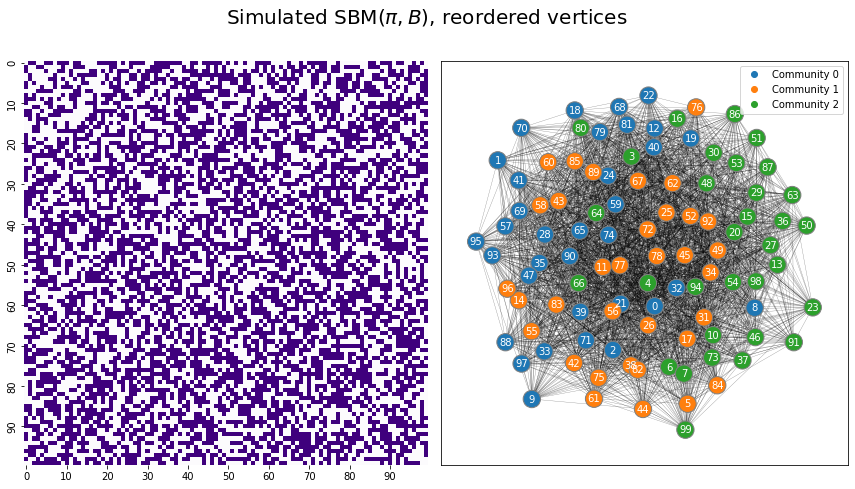 Simulated SBM(π, B), reordered vertices
0
10
20
30
40
50
60
70
80
90
0 10 20 30 40 50 60 70 80 90
Community 0
Community 1
Community 2
22
68 76
18 16 86
81
70 80 79 12 19 51
40
3 30
1 60 85 53 87
89 24
41 67 62 48
29 63
58 43 59
69 64 25 52 15 36
57 92 50
28 65 74 72 20
95 27
93 90 78 45 49
35 11 77 13
47 34
66 4 54 98
96 32 94
14 83 21 0 8 23
39 56
31
55 26
88 71 17 10 46 91
33 2
97 42 38 73 37
82 6
75 7
84
9 61
44 5
99